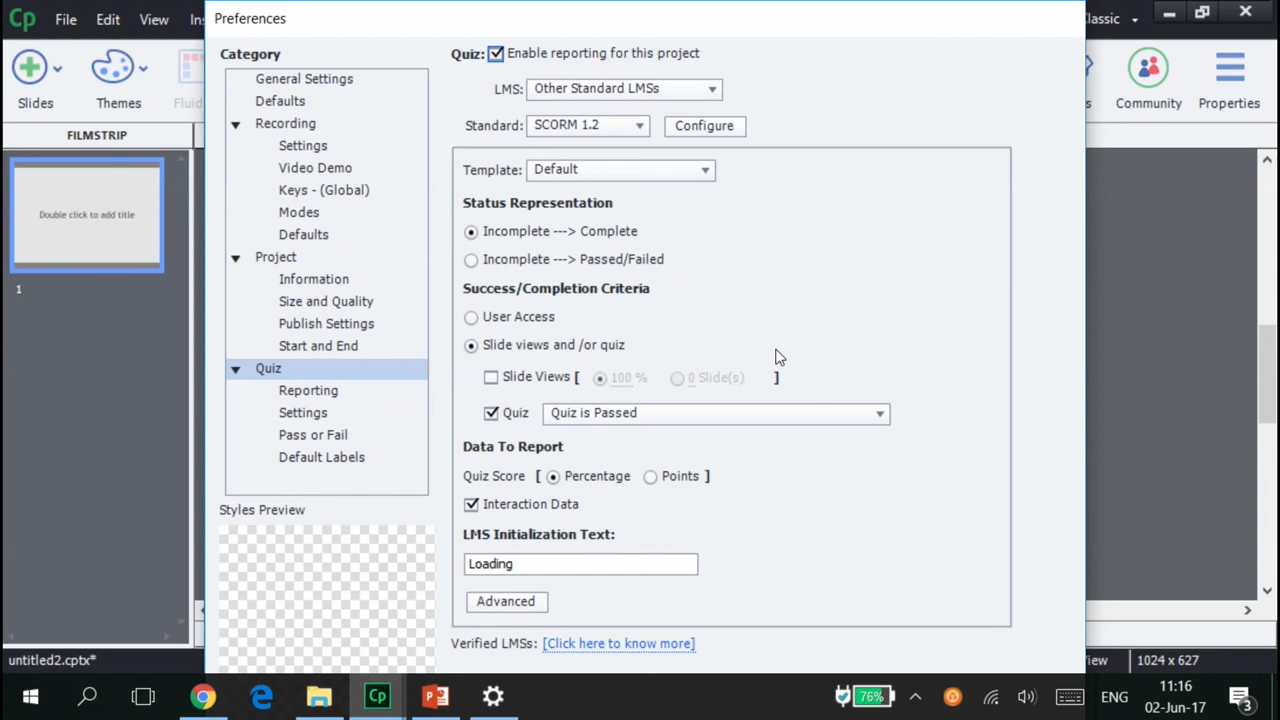 Preferences
Cp File Edit View Ins
Classic
Slides
Themes
Fluid
Community
Properties
FILMSTRIP
Double click to add title
1
Category
General Settings
Defaults
Recording
Settings
Video Demo
Keys - (Global)
Modes
Defaults
Project
Information
Size and Quality
Publish Settings
Start and End
Quiz
Reporting
Settings
Pass or Fail
Default Labels
Styles Preview
Quiz: Enable reporting for this project
LMS: Other Standard LMSs
Standard: SCORM 1.2 Configure
Template: Default
Status Representation
Incomplete ---> Complete
Incomplete ---> Passed/Failed
Success/Completion Criteria
User Access
Slide views and /or quiz
Slide Views [ 100 % 0 Slide(s) ]
Quiz Quiz is Passed
Data To Report
Quiz Score [ Percentage Points ]
Interaction Data
LMS Initialization Text:
Loading
Advanced
Verified LMSs: [Click here to know more]
untitled2.cptx*
iew 1024 x 627
Cp
76%
ENG
11:16
02-Jun-17
3